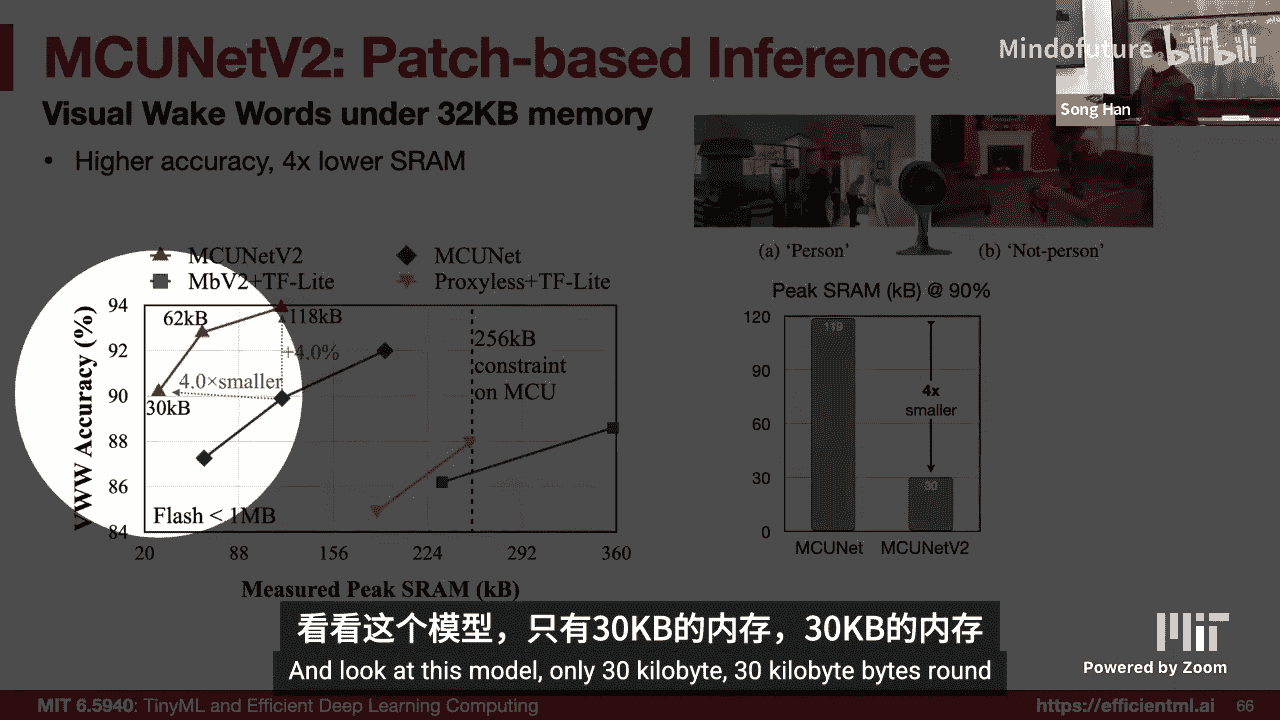 MCUNetV2: Patch-based Inference
Mindofuture bilibili
Song Han
Visual Wake Words under 32KB memory
• Higher accuracy, 4x lower SRAM
(a) ‘Person’
(b) ‘Not-person’
MCUNetV2
MCUNet
MbV2+TF-Lite
Proxyless+TF-Lite
VWW Accuracy (%)
94
92
90
88
86
84
62kB
118kB
+4.0%
4.0×smaller
30kB
256kB
constraint
on MCU
Flash < 1MB
20 88 156 224 292 360
Measured Peak SRAM (kB)
Peak SRAM (kB) @ 90%
120
90
60
30
0
119
4x
smaller
30
MCUNet MCUNetV2
看看这个模型，只有30KB的内存，30KB的内存
And look at this model, only 30 kilobyte, 30 kilobyte bytes round
MIT
Powered by Zoom
MIT 6.5940: TinyML and Efficient Deep Learning Computing
https://efficientml.ai
66